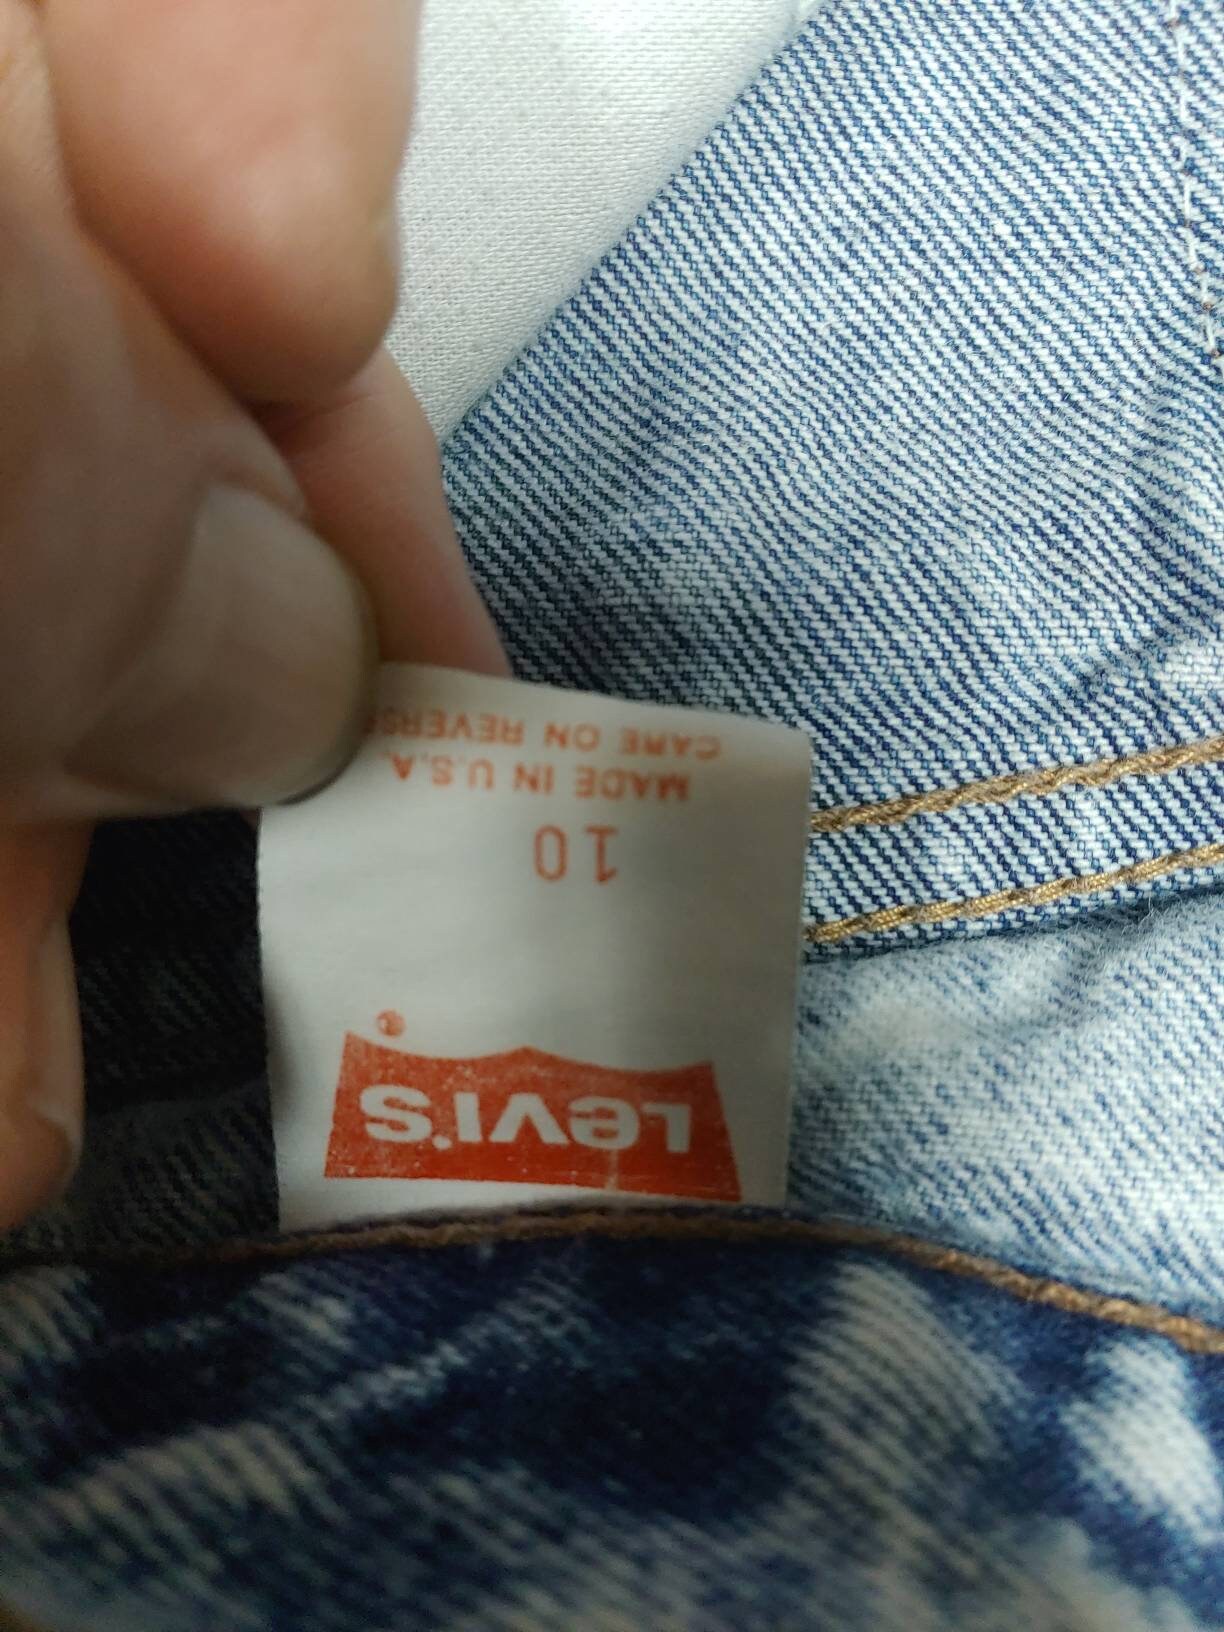 LEVI'S
®
10
MADE IN U.S.A.
CARE ON REVERSE